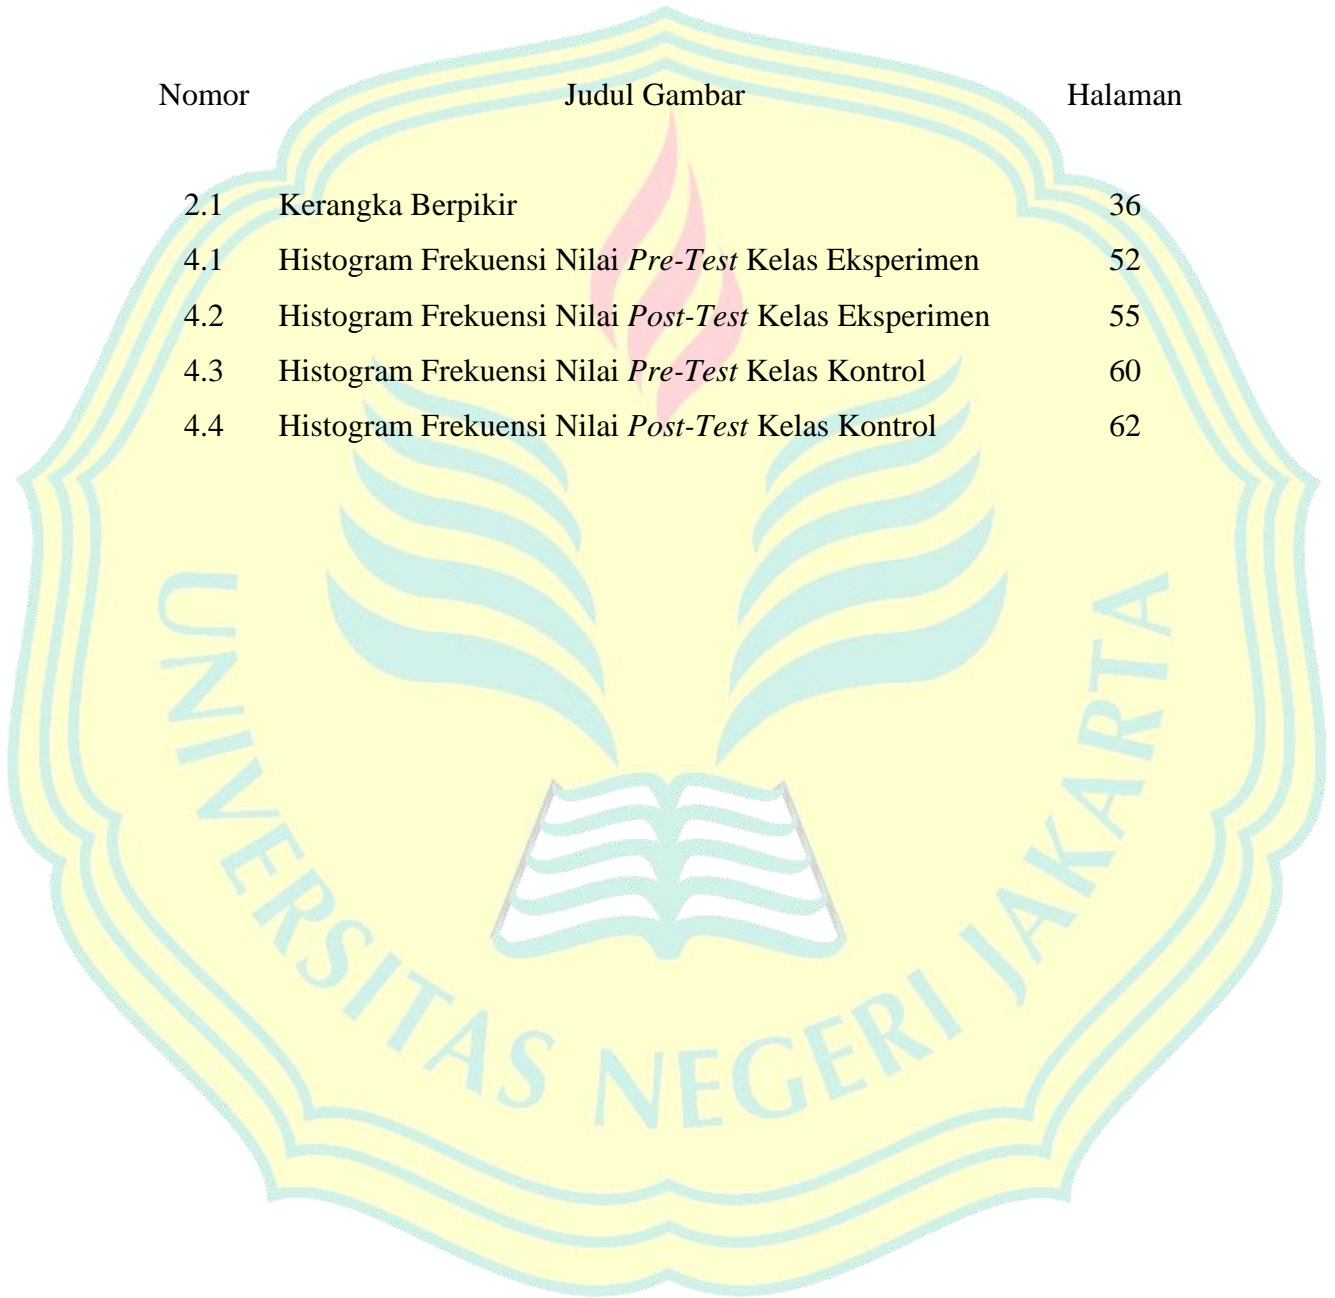 Nomor Judul Gambar Halaman
2.1 Kerangka Berpikir 36
4.1 Histogram Frekuensi Nilai Pre-Test Kelas Eksperimen 52
4.2 Histogram Frekuensi Nilai Post-Test Kelas Eksperimen 55
4.3 Histogram Frekuensi Nilai Pre-Test Kelas Kontrol 60
4.4 Histogram Frekuensi Nilai Post-Test Kelas Kontrol 62
UNIVERSITAS NEGERI JAKARTA